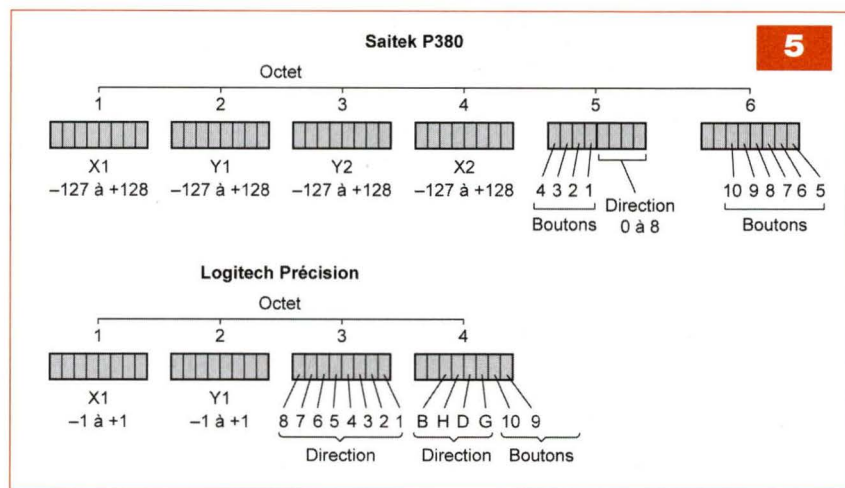 Saitek P380
5
Octet
1 2 3 4 5 6
X1 Y1 Y2 X2
–127 à +128 –127 à +128 –127 à +128 –127 à +128
4 3 2 1 10 9 8 7 6 5
Boutons Direction 0 à 8 Boutons
Logitech Précision
Octet
1 2 3 4
X1 Y1
–1 à +1 –1 à +1
8 7 6 5 4 3 2 1 B H D G 10 9
Direction Direction Boutons